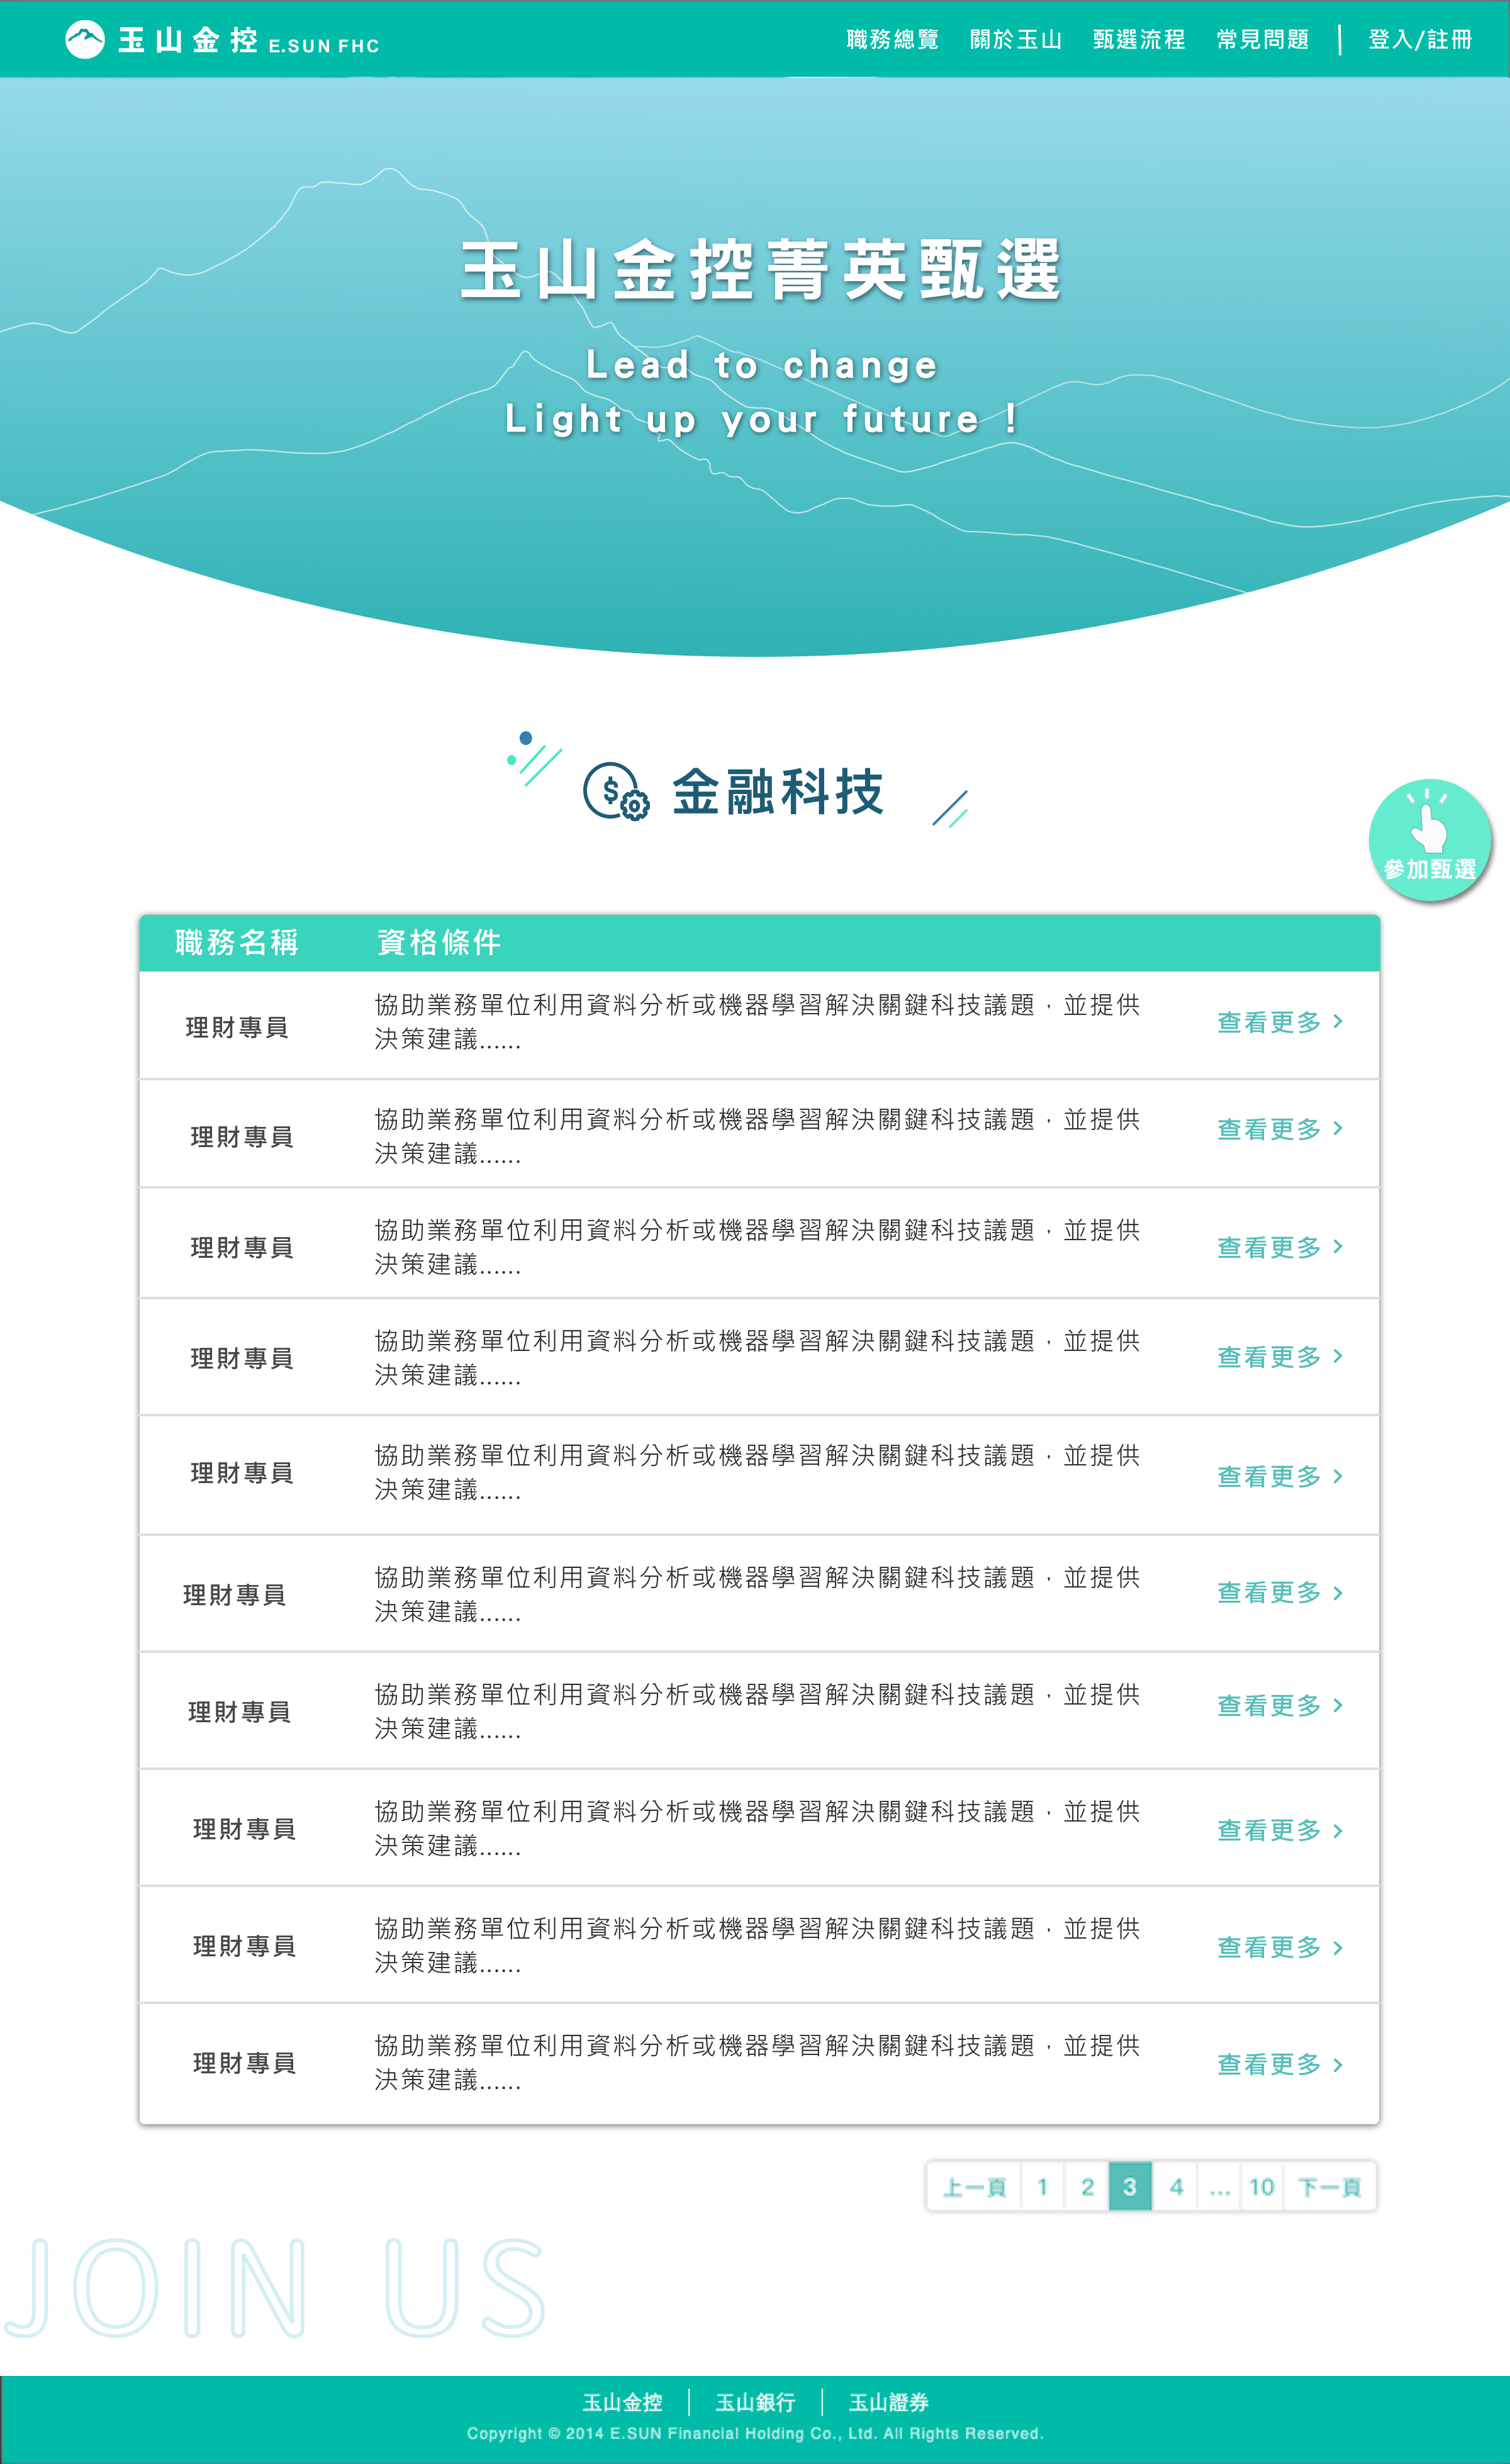 玉山金控 E.SUN FHC
職務總覽 關於玉山 甄選流程 常見問題 登入/註冊
玉山金控菁英甄選
Lead to change
Light up your future !
金融科技
參加甄選
職務名稱 資格條件
理財專員
協助業務單位利用資料分析或機器學習解決關鍵科技議題，並提供
決策建議......
查看更多
理財專員
協助業務單位利用資料分析或機器學習解決關鍵科技議題，並提供
決策建議......
查看更多
理財專員
協助業務單位利用資料分析或機器學習解決關鍵科技議題，並提供
決策建議......
查看更多
理財專員
協助業務單位利用資料分析或機器學習解決關鍵科技議題，並提供
決策建議......
查看更多
理財專員
協助業務單位利用資料分析或機器學習解決關鍵科技議題，並提供
決策建議......
查看更多
理財專員
協助業務單位利用資料分析或機器學習解決關鍵科技議題，並提供
決策建議......
查看更多
理財專員
協助業務單位利用資料分析或機器學習解決關鍵科技議題，並提供
決策建議......
查看更多
理財專員
協助業務單位利用資料分析或機器學習解決關鍵科技議題，並提供
決策建議......
查看更多
理財專員
協助業務單位利用資料分析或機器學習解決關鍵科技議題，並提供
決策建議......
查看更多
理財專員
協助業務單位利用資料分析或機器學習解決關鍵科技議題，並提供
決策建議......
查看更多
上一頁 1 2 3 4 ... 10 下一頁
JOIN US
玉山金控 玉山銀行 玉山證券
Copyright © 2014 E.SUN Financial Holding Co., Ltd. All Rights Reserved.